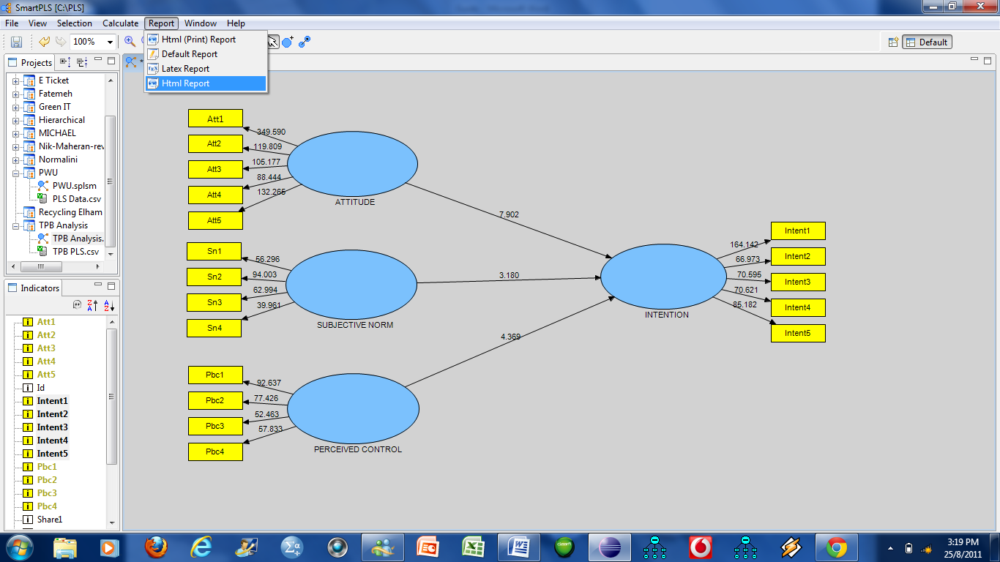 SmartPLS [C:\PLS]
File View Selection Calculate Report Window Help
100%
Default
Html (Print) Report
Default Report
Latex Report
Html Report
Projects
E Ticket
Fatemeh
Green IT
Hierarchical
MICHAEL
Nik-Maheran-rev
Normalini
PWU
PWU.splsm
PLS Data.csv
Recycling Elham
TPB Analysis
TPB Analysis.
TPB PLS.csv
Indicators
Att1
Att2
Att3
Att4
Att5
Id
Intent1
Intent2
Intent3
Intent4
Intent5
Pbc1
Pbc2
Pbc3
Pbc4
Share1
Att1
349.590
Att2
119.809
Att3
105.177
Att4
88.444
Att5
132.265
ATTITUDE
7.902
Sn1
56.296
Sn2
94.003
Sn3
62.994
Sn4
39.961
SUBJECTIVE NORM
3.180
Pbc1
92.637
Pbc2
77.426
Pbc3
52.463
Pbc4
57.833
PERCEIVED CONTROL
4.369
INTENTION
Intent1
164.142
Intent2
66.973
Intent3
70.595
Intent4
70.621
Intent5
85.182
3:19 PM
25/8/2011